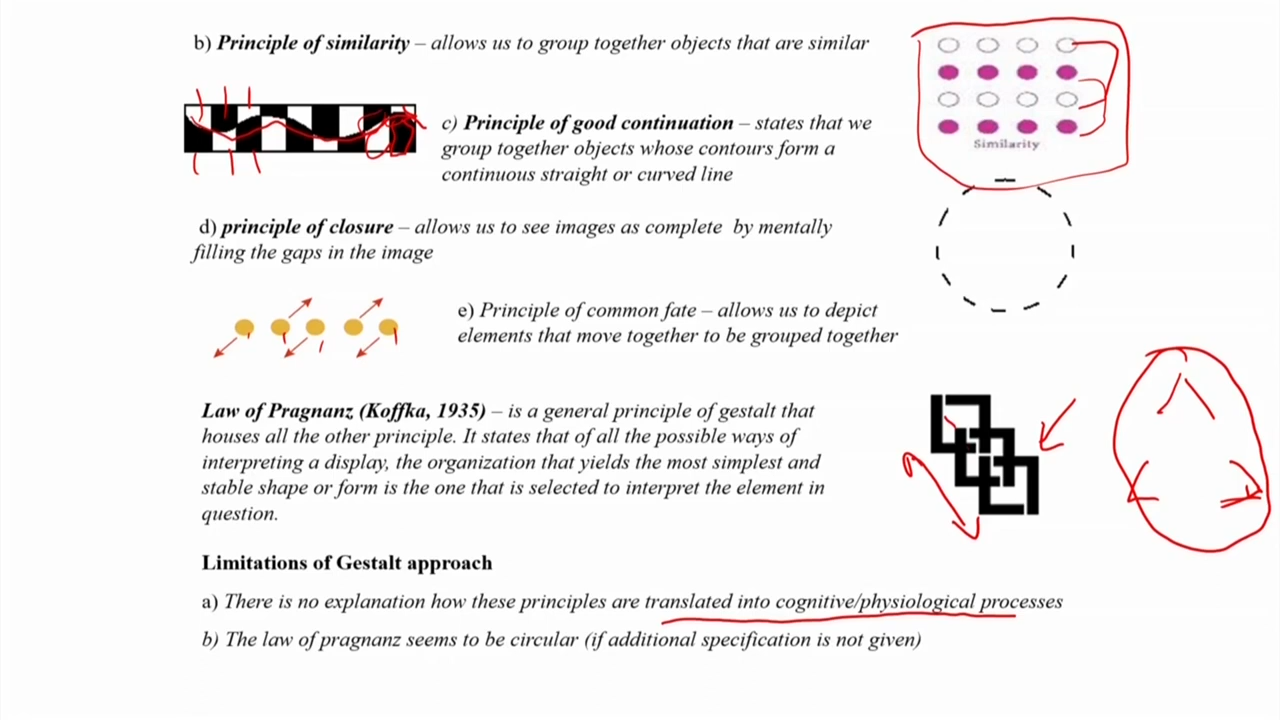 b) Principle of similarity – allows us to group together objects that are similar
Similarity
c) Principle of good continuation – states that we
group together objects whose contours form a
continuous straight or curved line
d) principle of closure – allows us to see images as complete by mentally
filling the gaps in the image
e) Principle of common fate – allows us to depict
elements that move together to be grouped together
Law of Pragnanz (Koffka, 1935) – is a general principle of gestalt that
houses all the other principle. It states that of all the possible ways of
interpreting a display, the organization that yields the most simplest and
stable shape or form is the one that is selected to interpret the element in
question.
Limitations of Gestalt approach
a) There is no explanation how these principles are translated into cognitive/physiological processes
b) The law of pragnanz seems to be circular (if additional specification is not given)